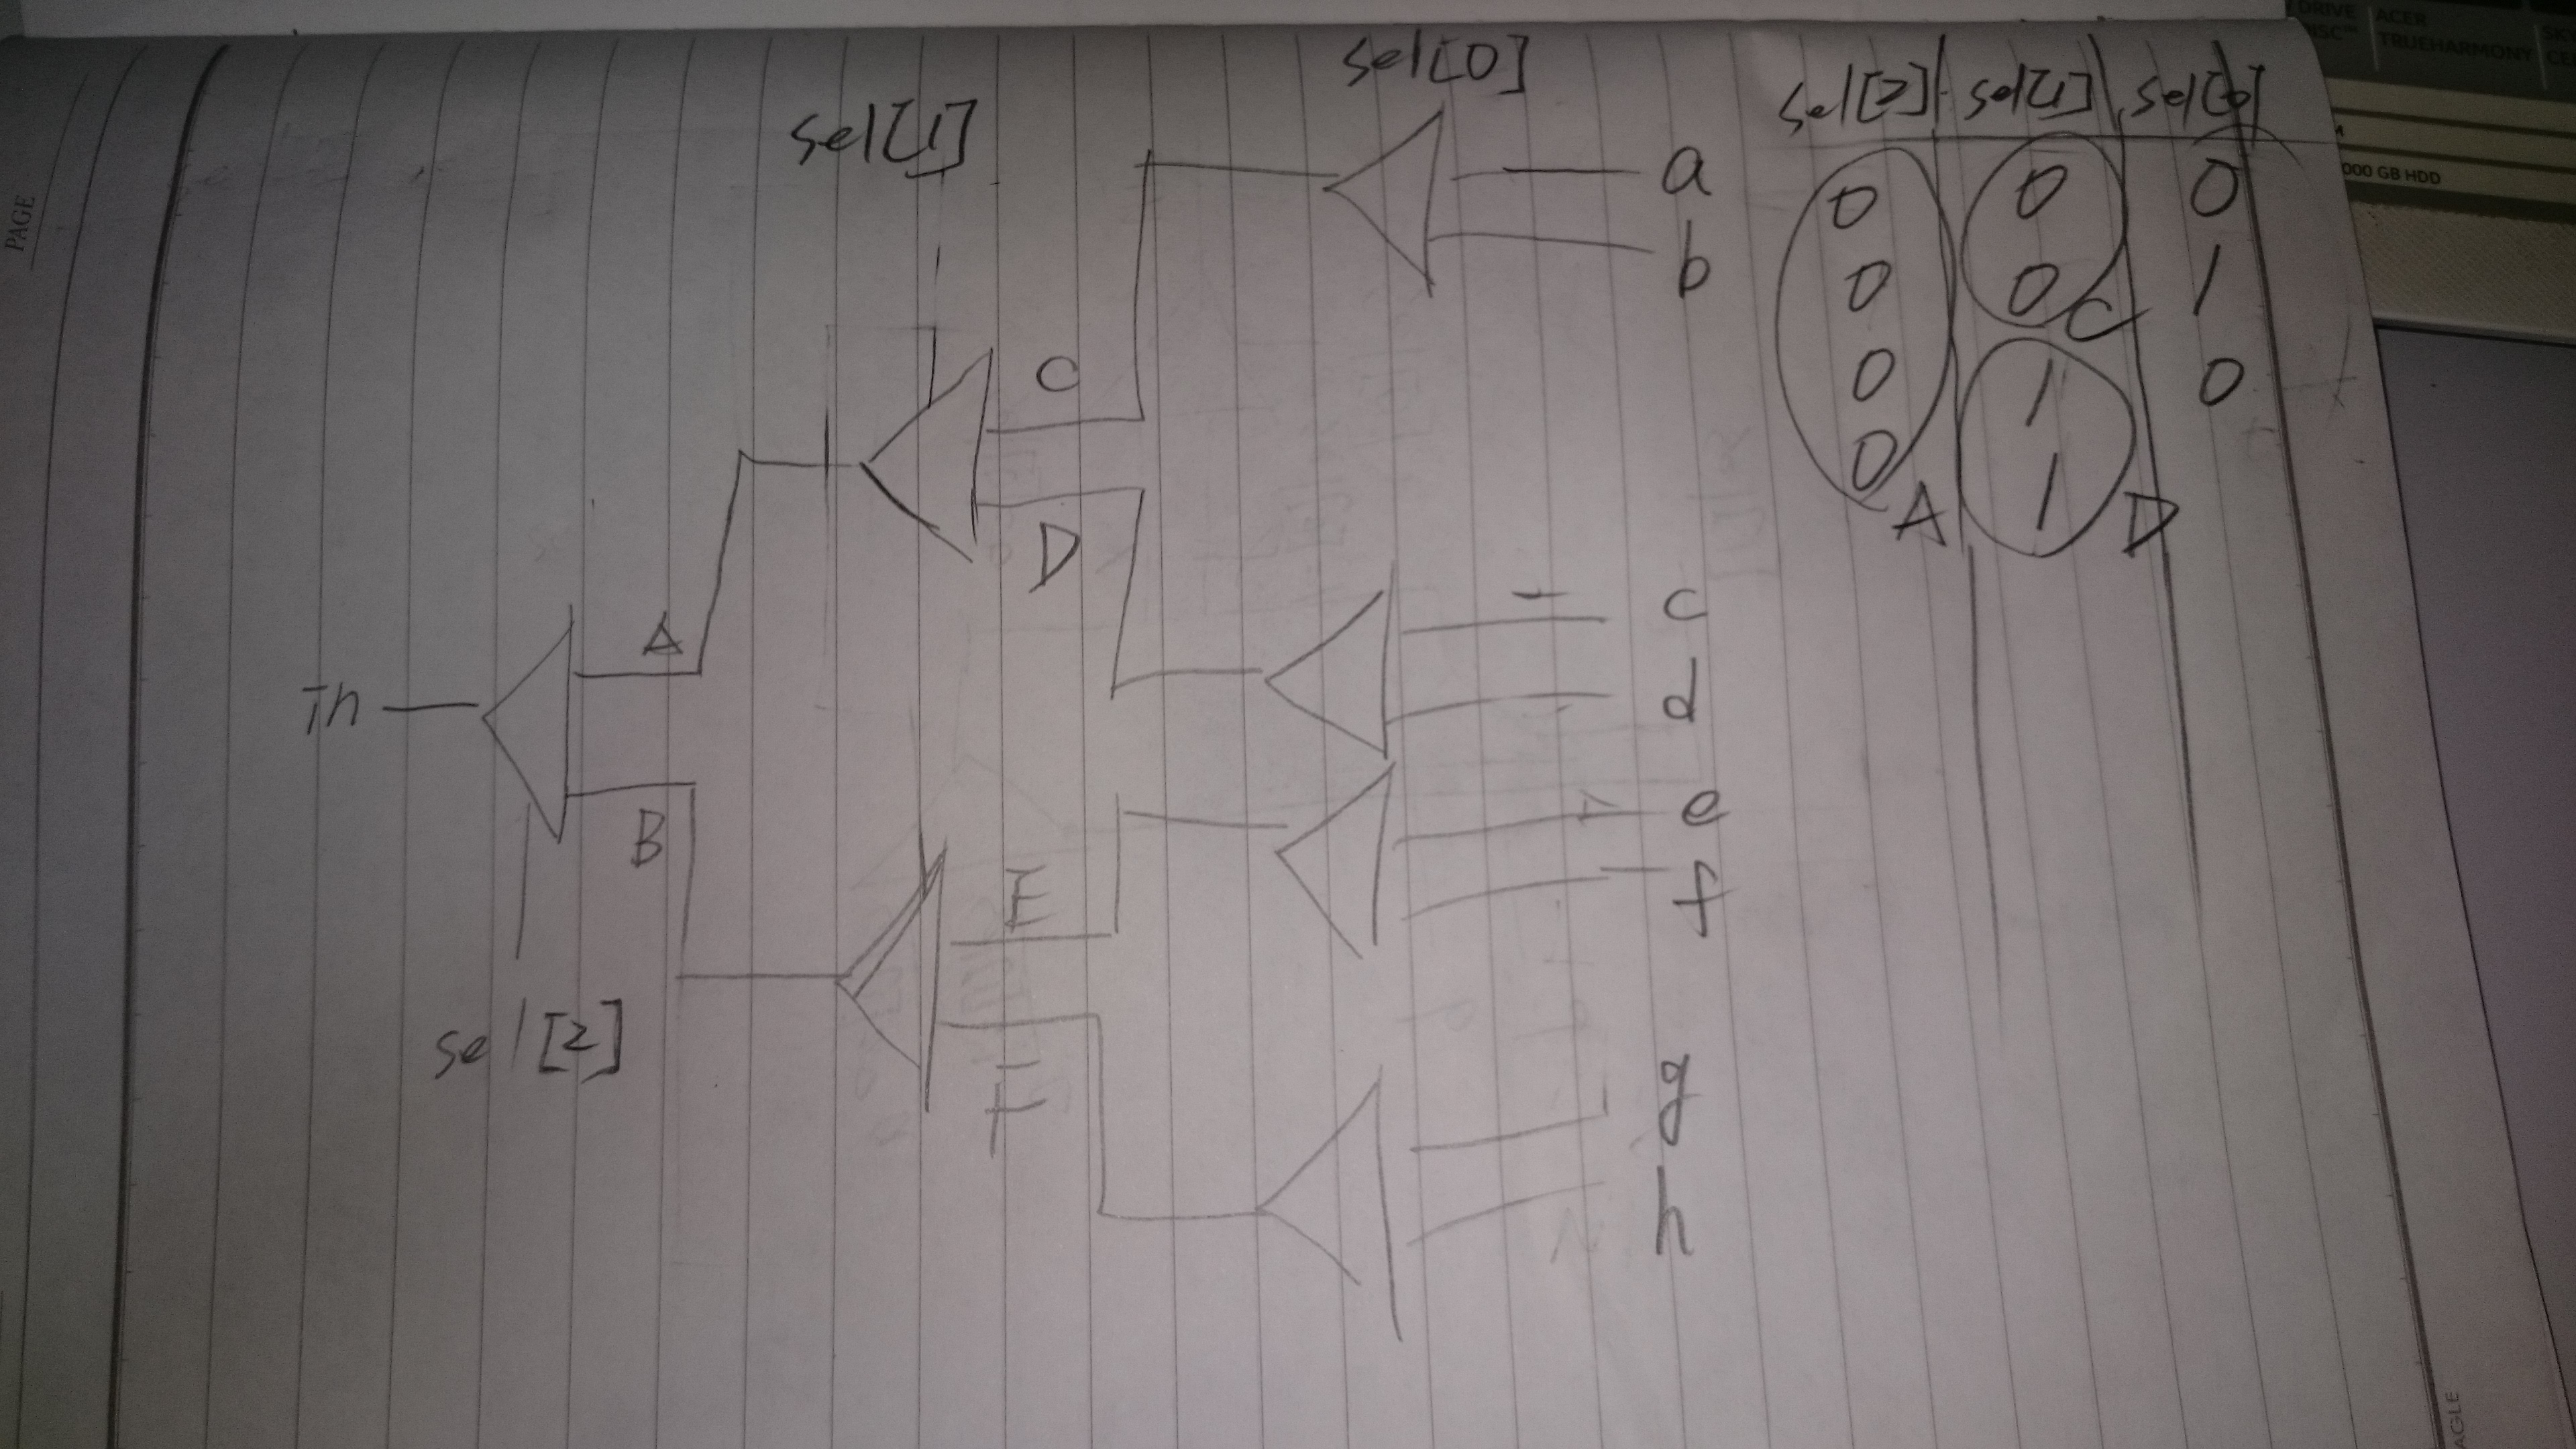 PAGE
sel[0]
sel[1]
a
b
C
D
c
d
A
In
B
sel[2]
E
F
e
f
g
h
sel[2] sel[1] sel[0]
0 0 0
0 0 1
C
0 1 0
0 1
A D
DRIVE
ACER
TRUEHARMONY
000 GB HDD